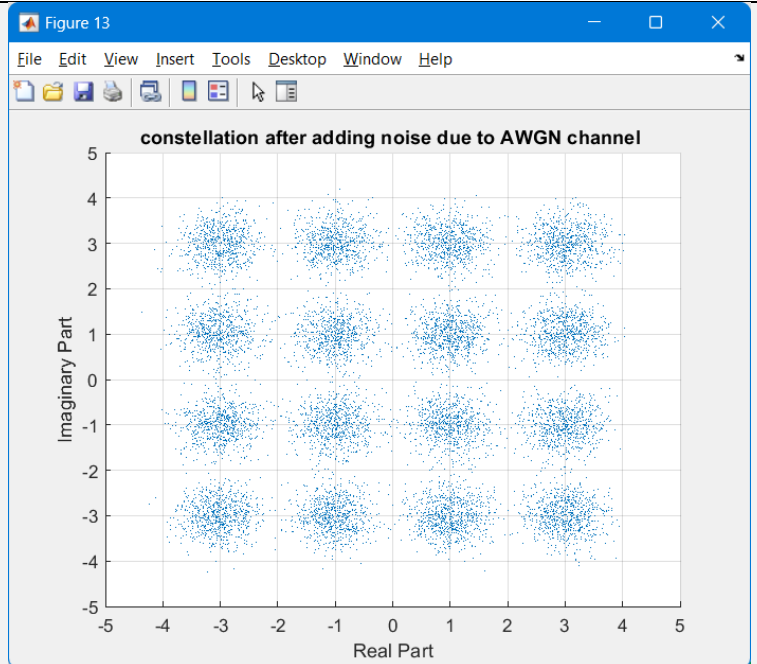 Figure 13
File Edit View Insert Tools Desktop Window Help
constellation after adding noise due to AWGN channel
5
4
3
2
1
0
-1
-2
-3
-4
-5
Imaginary Part
-5 -4 -3 -2 -1 0 1 2 3 4 5
Real Part